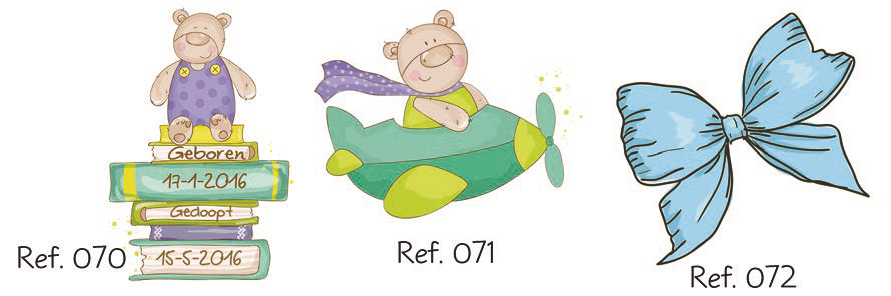 Geboren
17-1-2016
Gedoopt
15-5-2016
Ref. 070
Ref. 071
Ref. 072